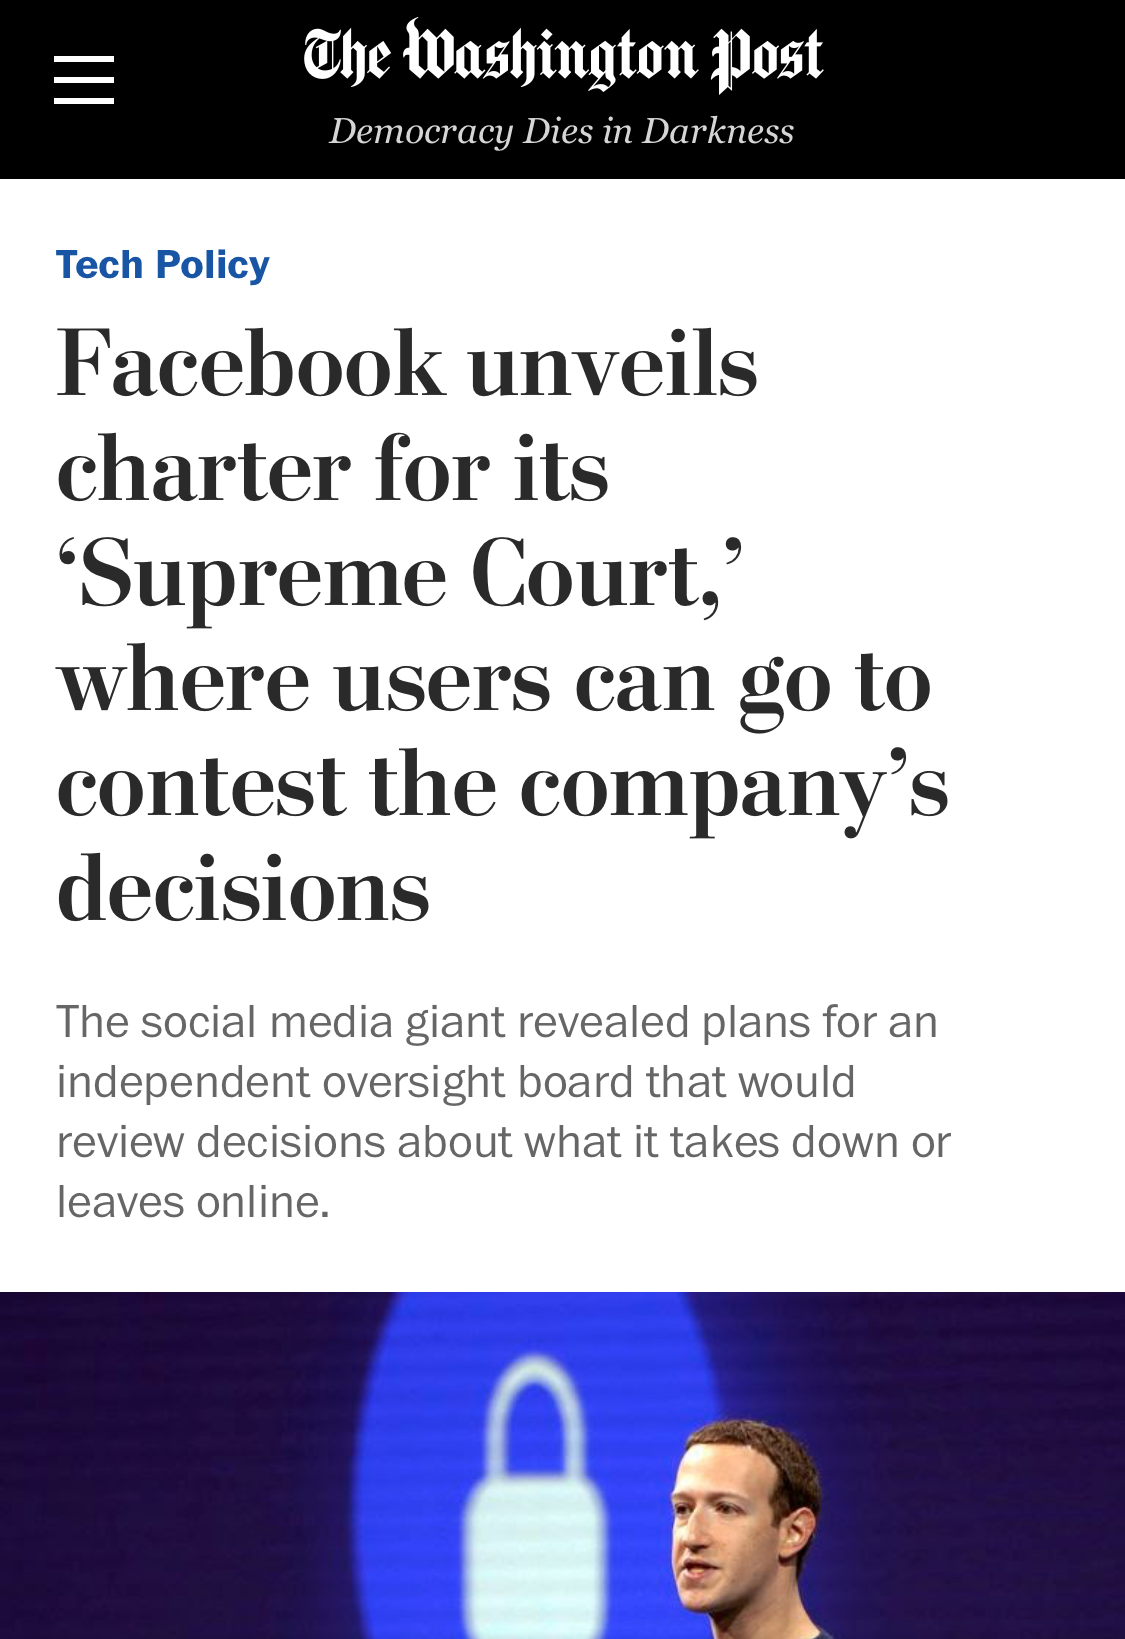 The Washington Post
Democracy Dies in Darkness
Tech Policy
Facebook unveils
charter for its
‘Supreme Court,’
where users can go to
contest the company’s
decisions
The social media giant revealed plans for an
independent oversight board that would
review decisions about what it takes down or
leaves online.